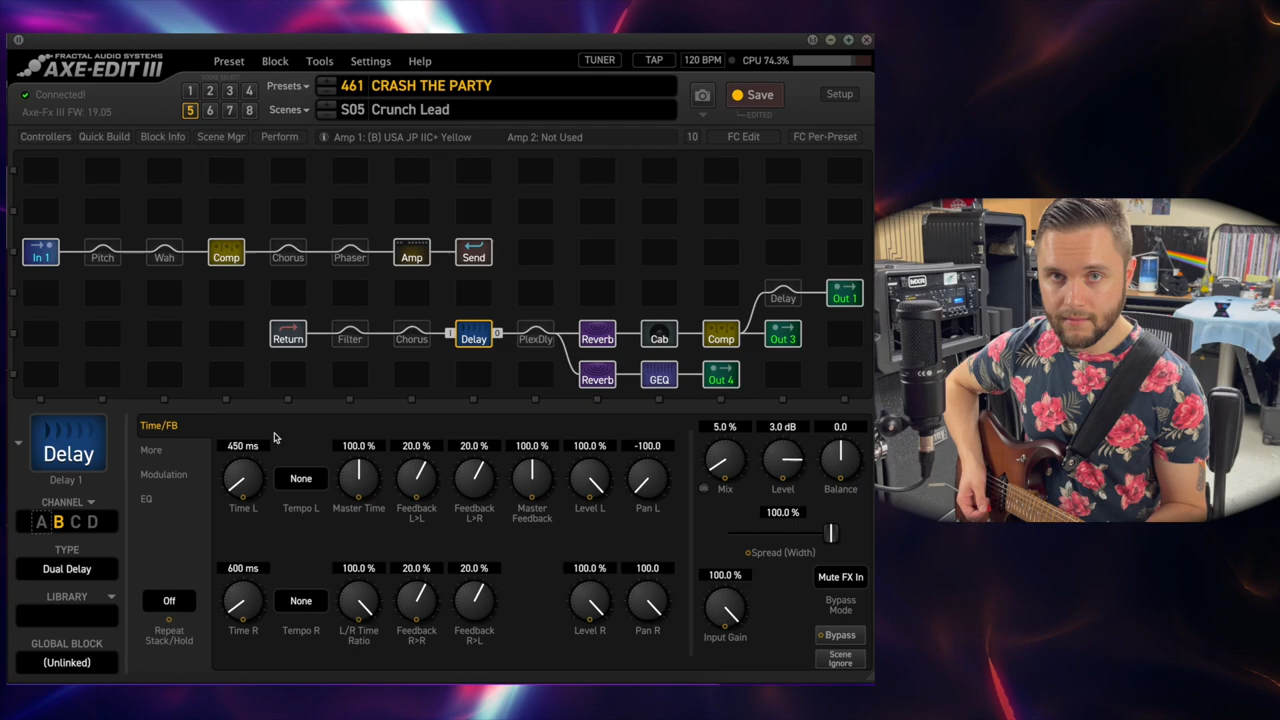 FRACTAL AUDIO SYSTEMS
AXE-EDIT III
Preset Block Tools Settings Help
TUNER TAP 120 BPM CPU 74.3%
Connected!
Axe-Fx III FW: 19.05
SCENE SELECT
1 2 3 4
5 6 7 8
Presets 461 CRASH THE PARTY
Scenes S05 Crunch Lead
Save
EDITED
Setup
Controllers Quick Build Block Info Scene Mgr Perform Amp 1: (B) USA JP IIC+ Yellow Amp 2: Not Used 10 FC Edit FC Per-Preset
In 1 Pitch Wah Comp Chorus Phaser Amp Send
Delay Out 1
Return Filter Chorus I Delay O PlexDly Reverb Cab Comp Out 3
Reverb GEQ Out 4
Delay
Delay 1
CHANNEL
A B C D
TYPE
Dual Delay
LIBRARY
GLOBAL BLOCK
(Unlinked)
Time/FB
More
Modulation
EQ
Off
Repeat
Stack/Hold
450 ms 100.0 % 20.0 % 20.0 % 100.0 % 100.0 % -100.0
None
Time L Tempo L Master Time Feedback L>L Feedback L>R Master Feedback Level L Pan L
600 ms 100.0 % 20.0 % 20.0 % 100.0 % 100.0
None
Time R Tempo R L/R Time Ratio Feedback R>R Feedback R>L Level R Pan R
5.0 % 3.0 dB 0.0
Mix Level Balance
100.0 %
Spread (Width)
100.0 %
Input Gain
Mute FX In
Bypass
Mode
Bypass
Scene
Ignore
MXR